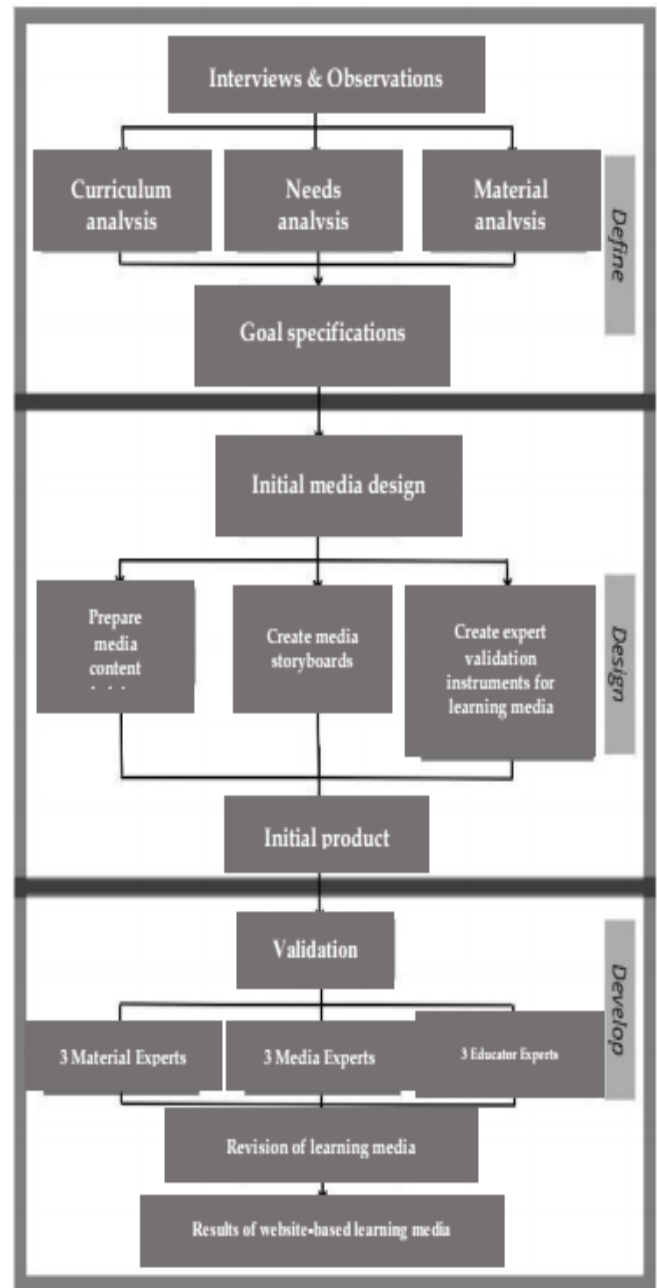 Interviews & Observations
Curriculum
analysis
Needs
analysis
Material
analysis
Define
Goal specifications
Initial media design
Prepare
media
content
Create media
storyboards
Create expert
validation
instruments for
learning media
Design
Initial product
Validation
Develop
3 Material Experts
3 Media Experts
3 Educator Experts
Revision of learning media
Results of website-based learning media